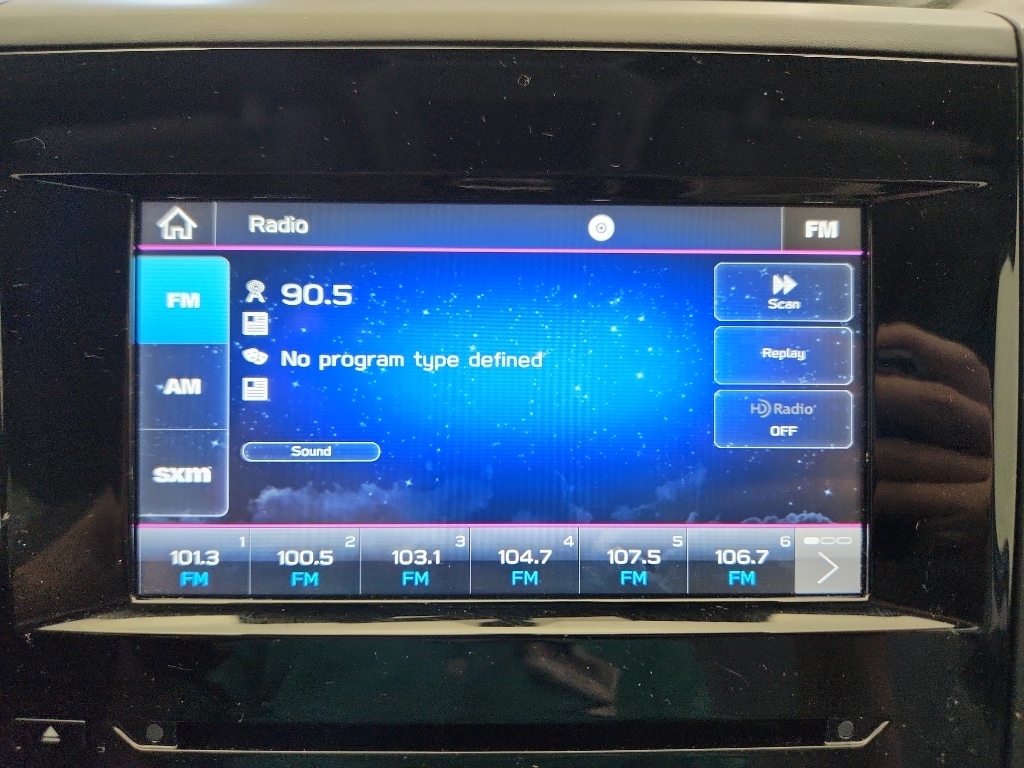 Radio
FM
FM
AM
sxm
90.5
No program type defined
Sound
Scan
Replay
HD Radio
OFF
1
101.3
FM
2
100.5
FM
3
103.1
FM
4
104.7
FM
5
107.5
FM
6
106.7
FM